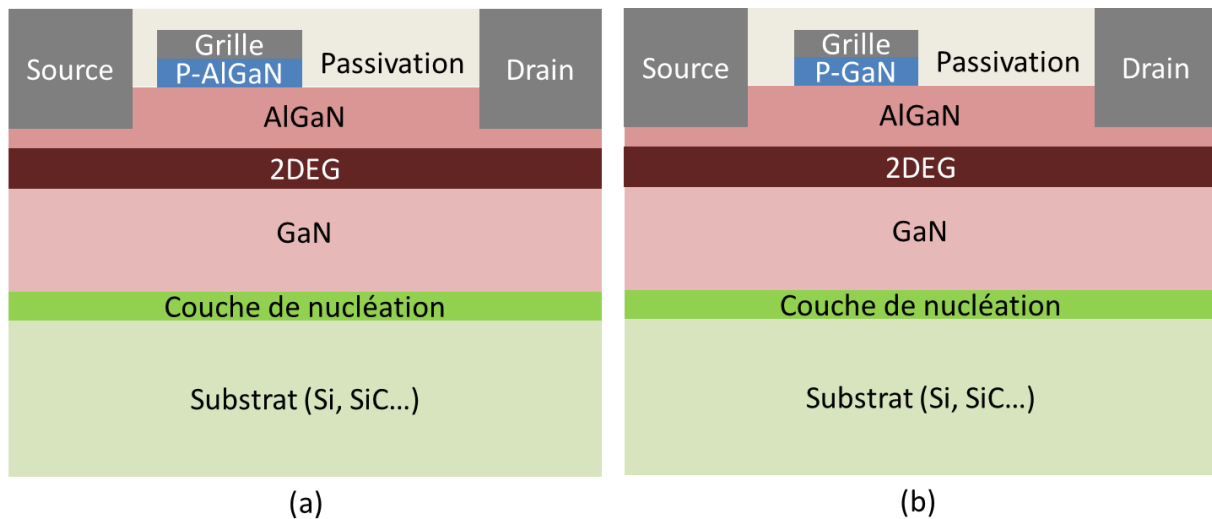 Source
Grille
P-AlGaN
Passivation
Drain
AlGaN
2DEG
GaN
Couche de nucléation
Substrat (Si, SiC...)
(a)
Source
Grille
P-GaN
Passivation
Drain
AlGaN
2DEG
GaN
Couche de nucléation
Substrat (Si, SiC...)
(b)